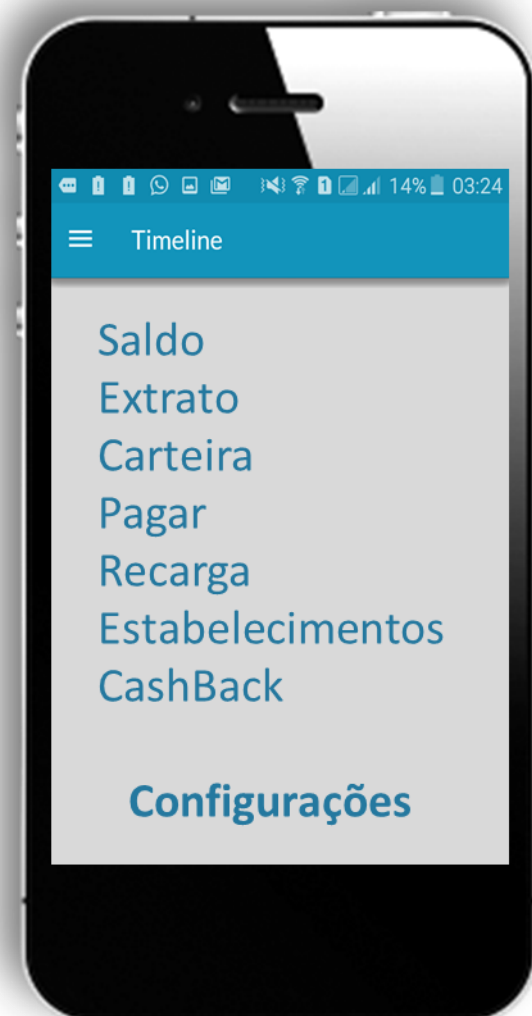 14% 03:24
Timeline
Saldo
Extrato
Carteira
Pagar
Recarga
Estabelecimentos
CashBack
Configurações